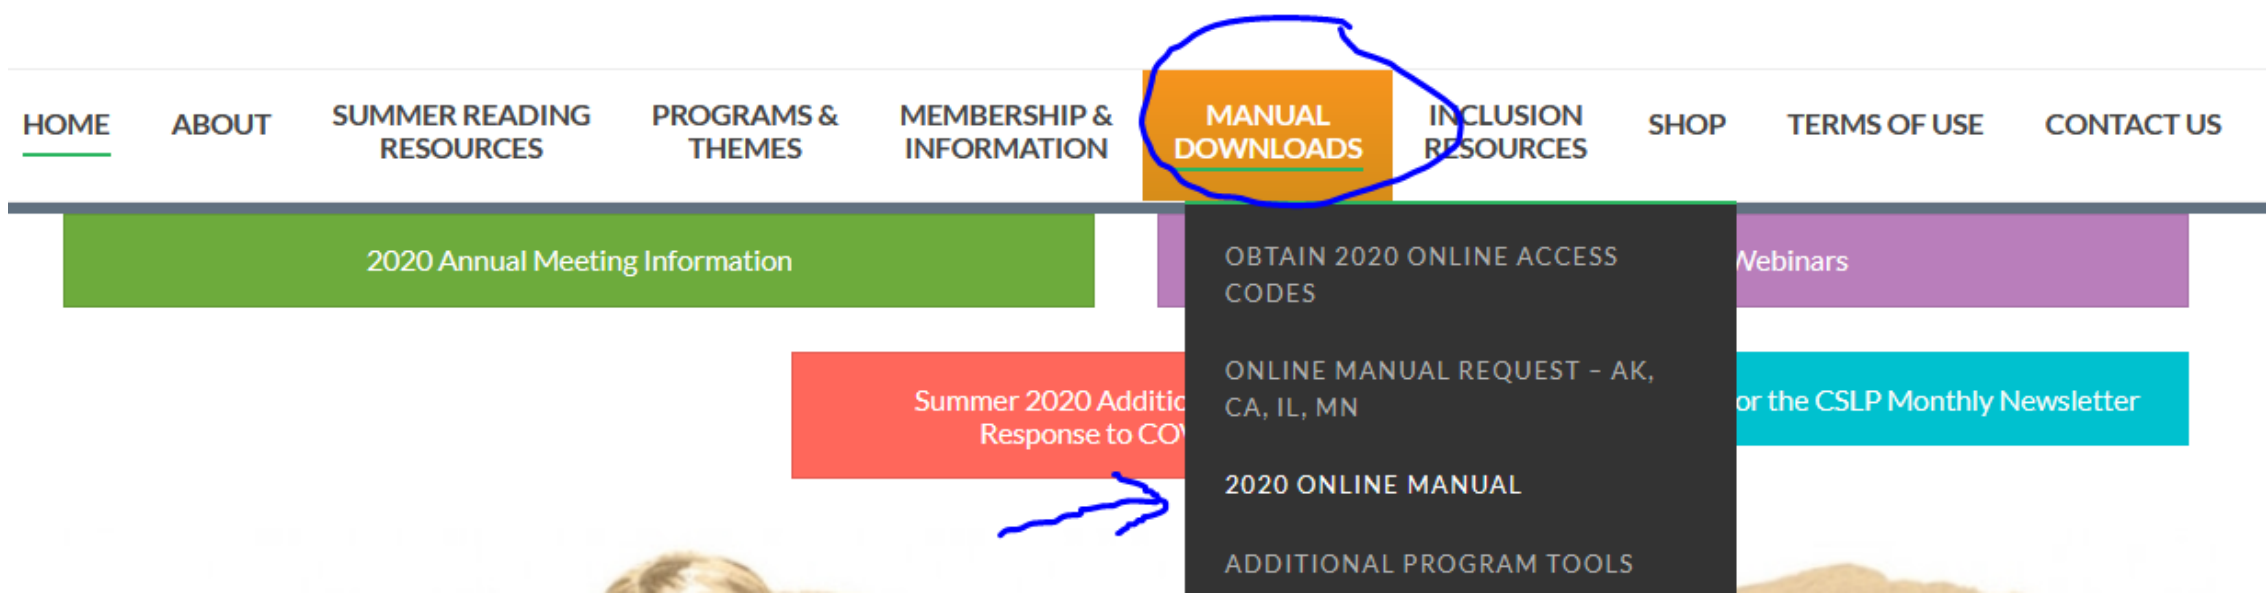 HOME
ABOUT
SUMMER READING
RESOURCES
PROGRAMS &
THEMES
MEMBERSHIP &
INFORMATION
MANUAL
DOWNLOADS
INCLUSION
RESOURCES
SHOP
TERMS OF USE
CONTACT US
2020 Annual Meeting Information
Webinars
OBTAIN 2020 ONLINE ACCESS
CODES
ONLINE MANUAL REQUEST – AK,
CA, IL, MN
2020 ONLINE MANUAL
ADDITIONAL PROGRAM TOOLS
Summer 2020
Response to
or the CSLP Monthly Newsletter